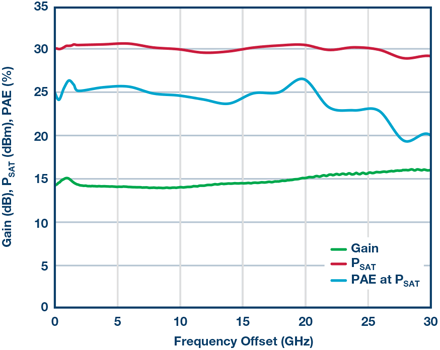 35
30
25
20
15
10
5
0
Gain (dB), PSAT (dBm), PAE (%)
Gain
PSAT
PAE at PSAT
0 5 10 15 20 25 30
Frequency Offset (GHz)